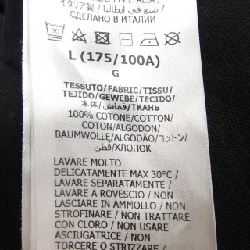 СДЕЛАНО В ИТАЛИИ
L (175/100A)
G
TESSUTO/FABRIC/TISSU/
TEJIDO/GEWEBE/TECIDO/
100% COTONE/COTTON/
COTON/ALGODON/
BAUMWOLLE/ALGODÃO/
ХЛОПОК
LAVARE MOLTO
DELICATAMENTE MAX 30°C /
LAVARE SEPARATAMENTE /
LAVARE A ROVESCIO / NON
LASCIARE IN AMMOLLO / NON
STROFINARE / NON TRATTARE
CON CLORO / NON USARE
ASCIUGATRICE / NON
TORCERE O STRIZZARE /